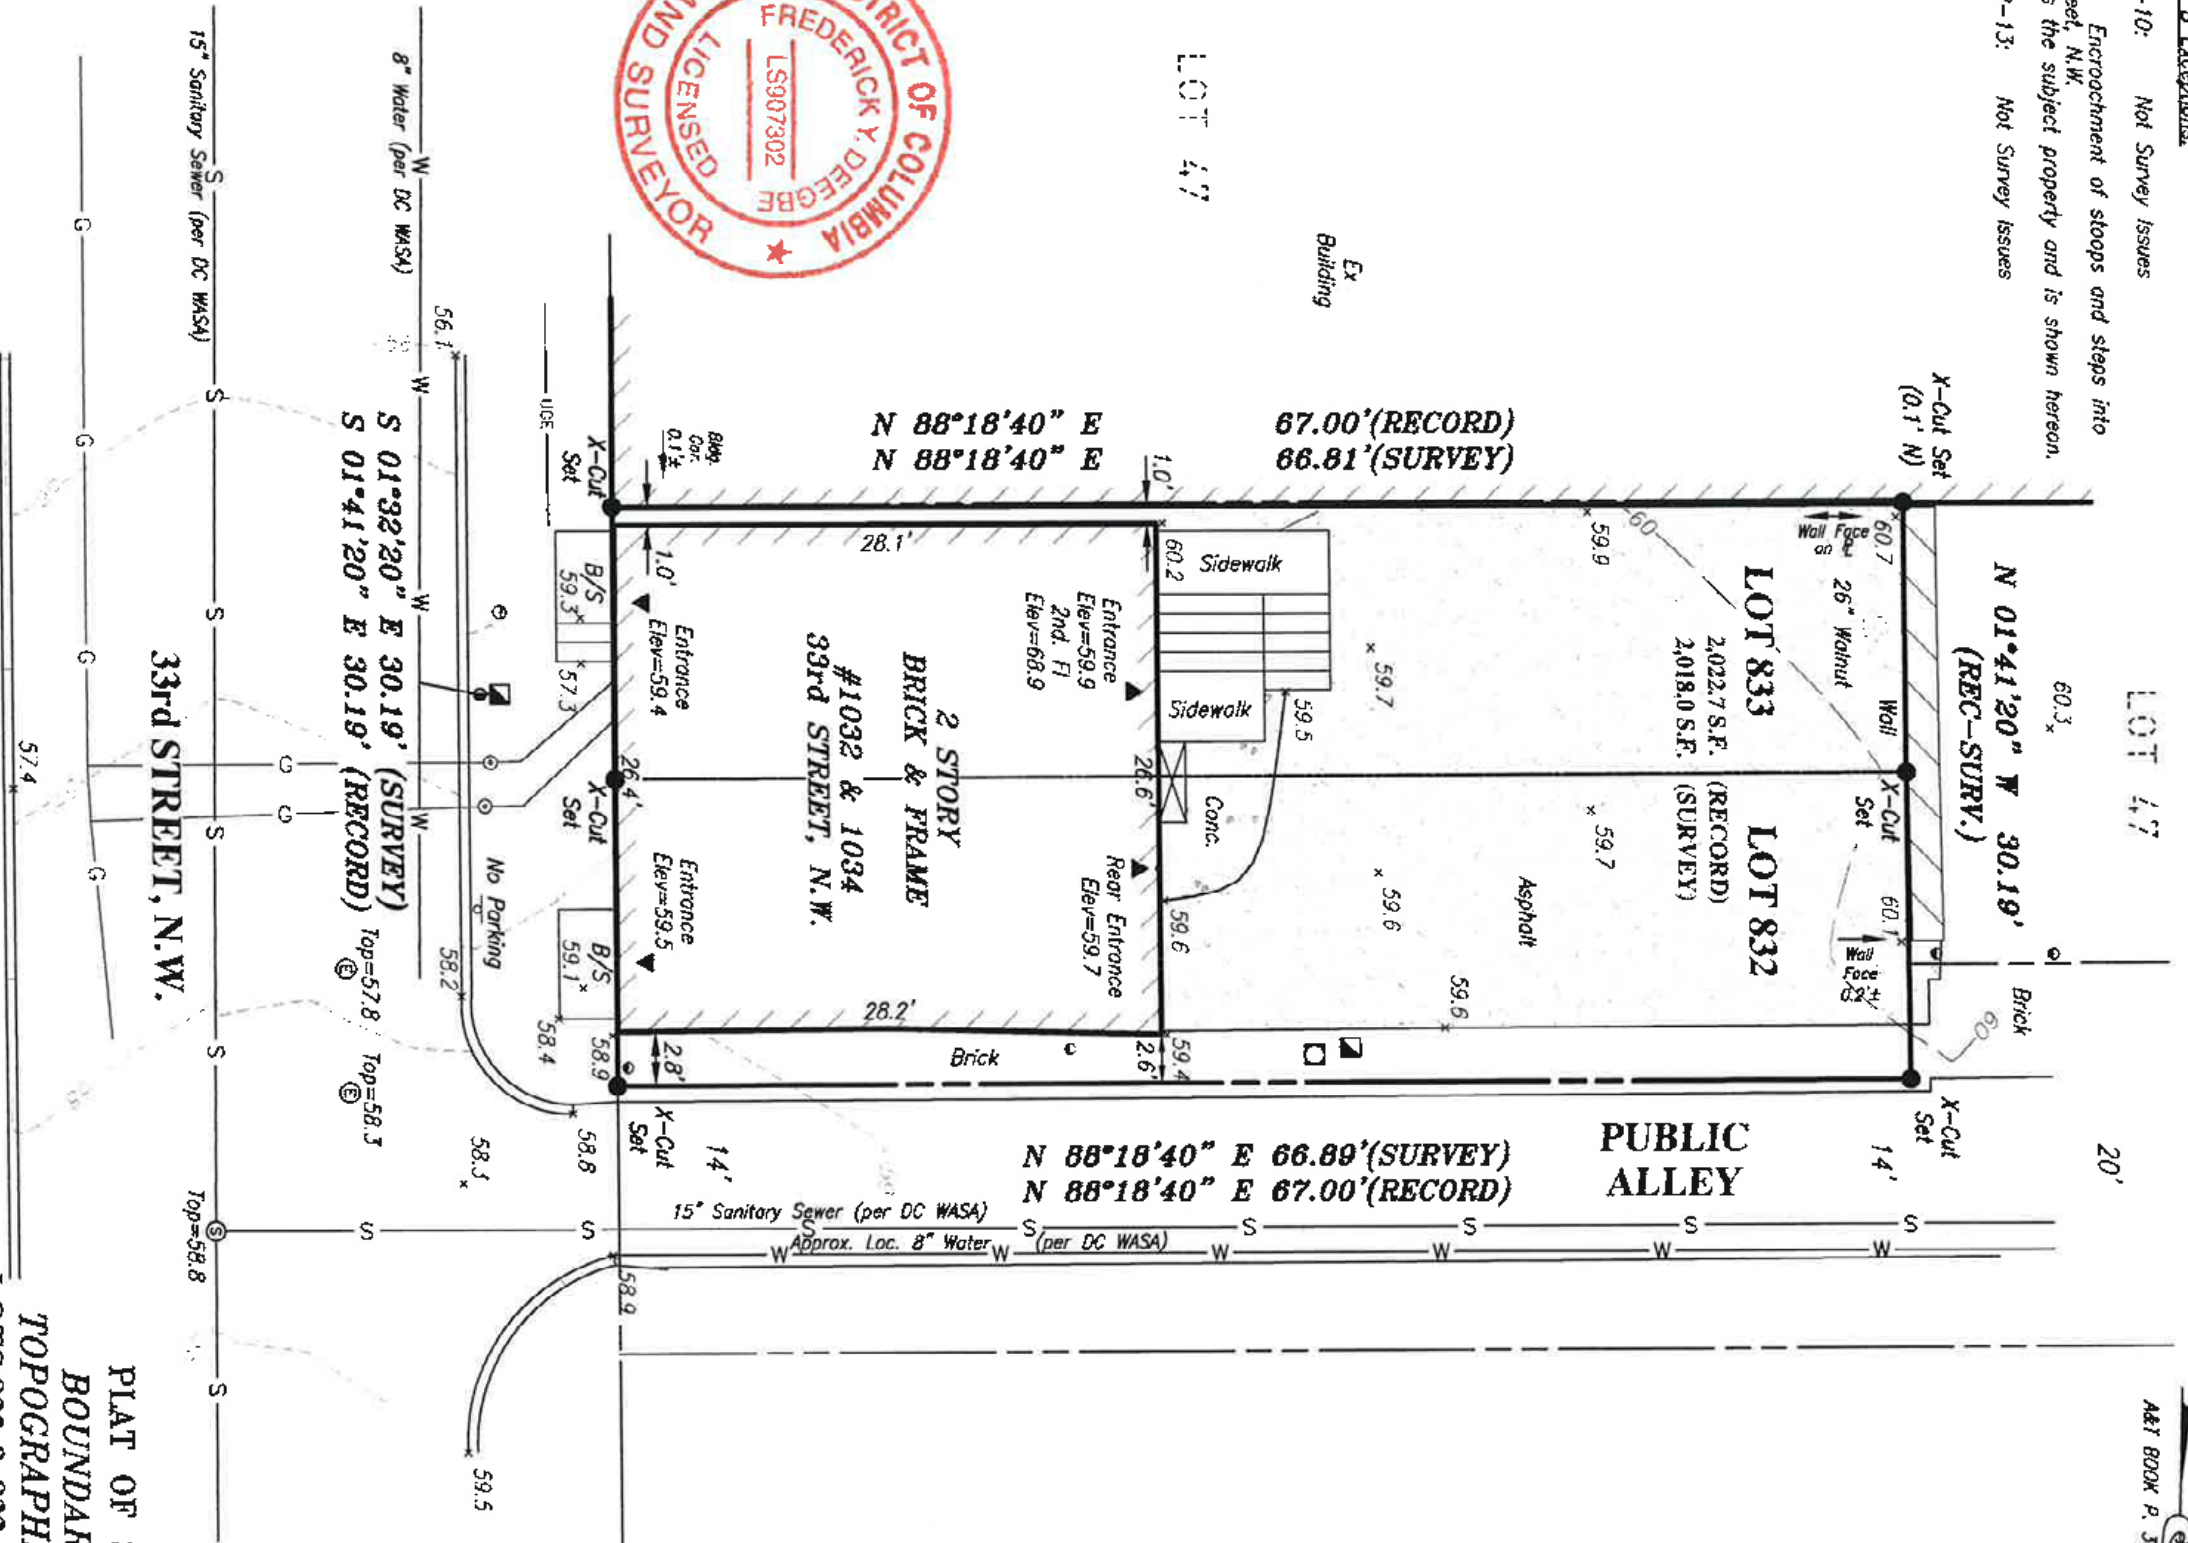 -10: Not Survey Issues
Encroachment of stoops and steps into
eet, N.W.
the subject property and is shown hereon.
-13: Not Survey Issues
DISTRICT OF COLUMBIA
FREDERICK Y. DEEGBE
LS907302
LICENSED
LAND SURVEYOR
LOT 47
Ex
Building
X-Cut Set
(0.1' N)
N 88°18'40" E 67.00'(RECORD)
N 88°18'40" E 66.81'(SURVEY)
LOT 47
60.3
N 01°41'20" W 30.19'
(REC-SURV.)
60.7
Wall Face
on
26" Walnut
Wall
X-Cut
Set
60.1
Wall
Face
0.2'±
Brick
60
60
LOT 833
LOT 832
2,022.7 S.F. (RECORD)
2,018.0 S.F. (SURVEY)
59.9
59.7
59.7
59.6
59.6
59.5
Asphalt
Sidewalk
Sidewalk
Conc.
60.2
1.0'
28.1'
26.6'
59.6
59.4
2.6'
Entrance
Elev=59.9
2nd. Fl
Elev=68.9
Rear Entrance
Elev=59.7
2 STORY
BRICK & FRAME
#1032 & 1034
33rd STREET, N.W.
28.2'
Brick
Entrance
Elev=59.4
Entrance
Elev=59.5
1.0'
26.4'
2.8'
Bldg.
Cor.
0.1'±
X-Cut
Set
X-Cut
Set
X-Cut
Set
X-Cut
Set
B/S
59.3
57.3
B/S
59.1
58.4
58.9
58.8
UGE
No Parking
58.2
56.1
S 01°32'20" E 30.19' (SURVEY)
S 01°41'20" E 30.19' (RECORD)
Top=57.8
E
Top=58.3
E
58.3
8" Water (per DC WASA)
W
W
W
W
15" Sanitary Sewer (per DC WASA)
S
S
S
S
S
S
G
G
G
G
G
G
33rd STREET, N.W.
57.4
Top=58.8
S
14'
N 88°18'40" E 66.89'(SURVEY)
N 88°18'40" E 67.00'(RECORD)
PUBLIC
ALLEY
14'
20'
15" Sanitary Sewer (per DC WASA)
S
S
S
S
S
S
S
S
Approx. Loc. 8" Water (per DC WASA)
W
W
W
W
W
W
58.9
59.5
A&T BOOK P. 3
PLAT OF
BOUNDAR
TOPOGRAPH